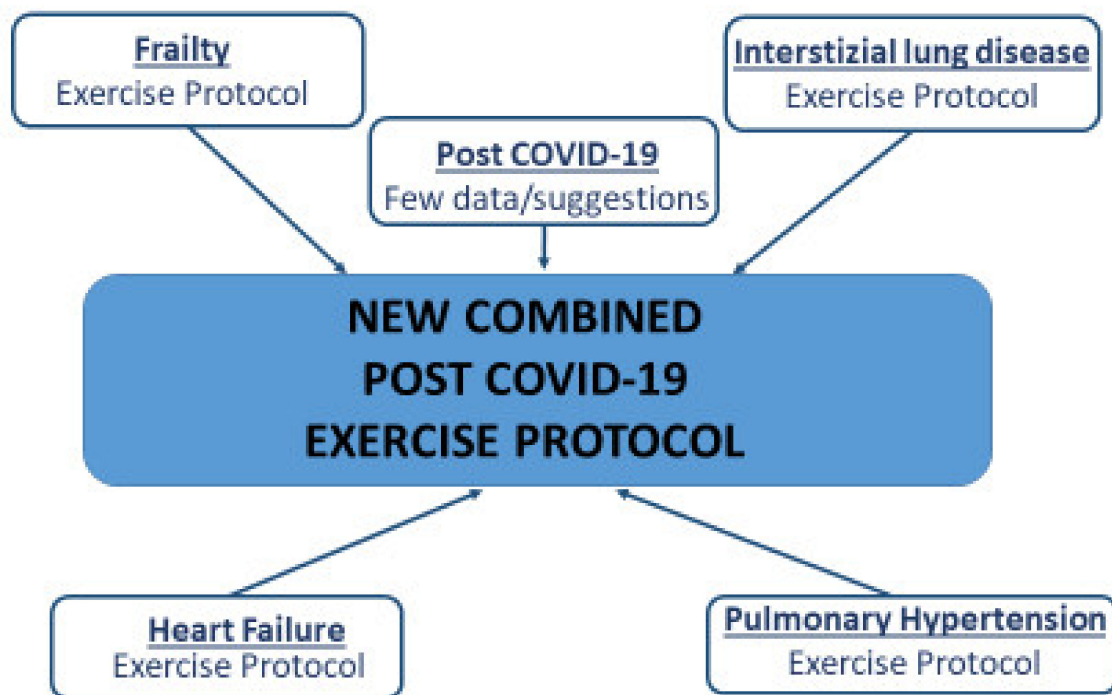 Frailty
Exercise Protocol
Interstizial lung disease
Exercise Protocol
Post COVID-19
Few data/suggestions
NEW COMBINED
POST COVID-19
EXERCISE PROTOCOL
Heart Failure
Exercise Protocol
Pulmonary Hypertension
Exercise Protocol